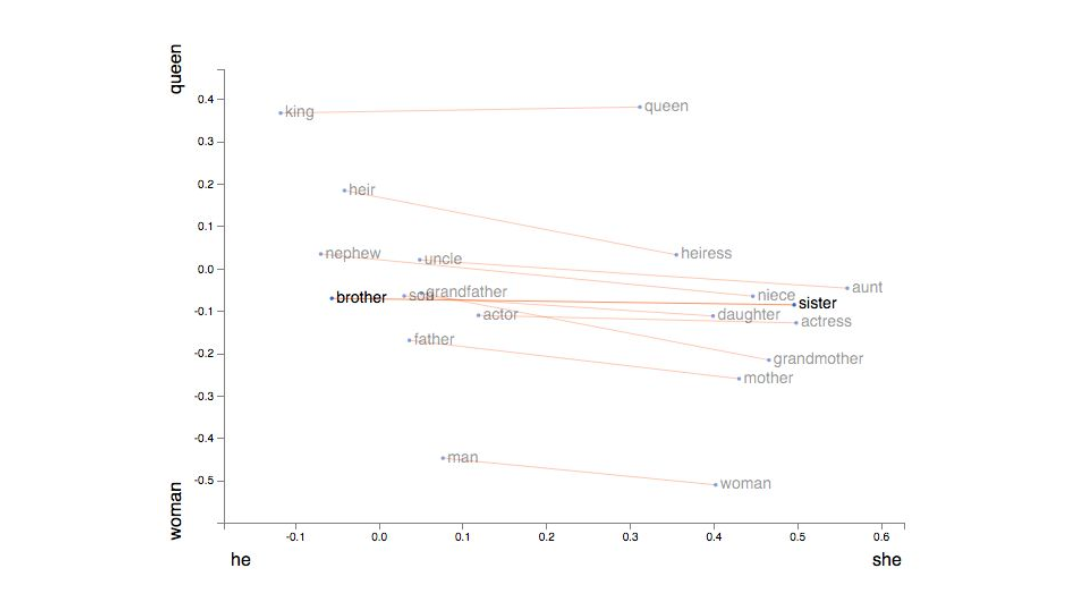 queen
0.4
king
queen
0.3
0.2
heir
0.1
nephew
uncle
heiress
0.0
aunt
brother
son
grandfather
niece
sister
-0.1
actor
daughter
actress
father
-0.2
grandmother
mother
-0.3
-0.4
man
woman
-0.5
woman
-0.1 0.0 0.1 0.2 0.3 0.4 0.5 0.6
he she